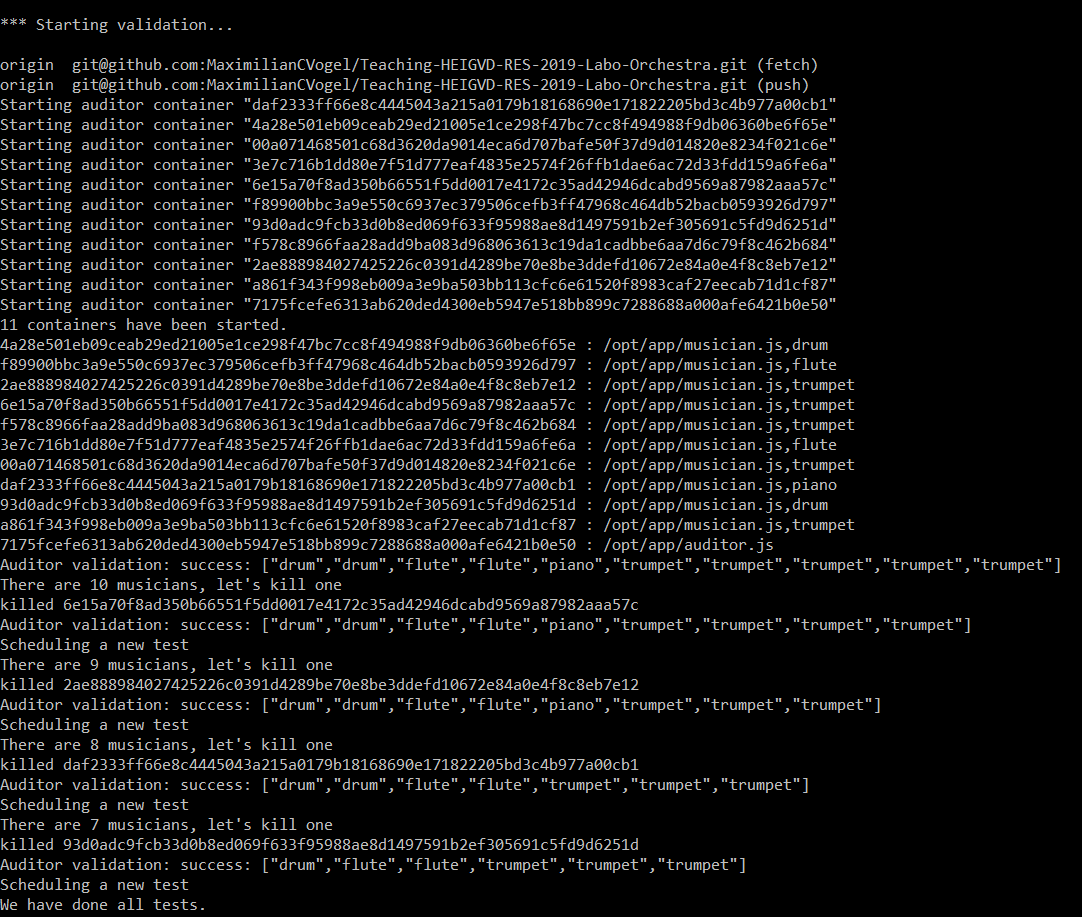 *** Starting validation...
origin  git@github.com:MaximilianCVogel/Teaching-HEIGVD-RES-2019-Labo-Orchestra.git (fetch)
origin  git@github.com:MaximilianCVogel/Teaching-HEIGVD-RES-2019-Labo-Orchestra.git (push)
Starting auditor container "daf2333ff66e8c4445043a215a0179b18168690e171822205bd3c4b977a00cb1"
Starting auditor container "4a28e501eb09ceab29ed21005e1ce298f47bc7cc8f494988f9db06360be6f65e"
Starting auditor container "00a071468501c68d3620da9014eca6d707bafe50f37d9d014820e8234f021c6e"
Starting auditor container "3e7c716b1dd80e7f51d777eaf4835e2574f26ffb1dae6ac72d33fdd159a6fe6a"
Starting auditor container "6e15a70f8ad350b66551f5dd0017e4172c35ad42946dcabd9569a87982aaa57c"
Starting auditor container "f89900bbc3a9e550c6937ec379506cefb3ff47968c464db52bacb0593926d797"
Starting auditor container "93d0adc9fcb33d0b8ed069f633f95988ae8d1497591b2ef305691c5fd9d6251d"
Starting auditor container "f578c8966faa28add9ba083d968063613c19da1cadbbe6aa7d6c79f8c462b684"
Starting auditor container "2ae888984027425226c0391d4289be70e8be3ddefd10672e84a0e4f8c8eb7e12"
Starting auditor container "a861f343f998eb009a3e9ba503bb113cfc6e61520f8983caf27eecab71d1cf87"
Starting auditor container "7175fcefe6313ab620ded4300eb5947e518bb899c7288688a000afe6421b0e50"
11 containers have been started.
4a28e501eb09ceab29ed21005e1ce298f47bc7cc8f494988f9db06360be6f65e : /opt/app/musician.js,drum
f89900bbc3a9e550c6937ec379506cefb3ff47968c464db52bacb0593926d797 : /opt/app/musician.js,flute
2ae888984027425226c0391d4289be70e8be3ddefd10672e84a0e4f8c8eb7e12 : /opt/app/musician.js,trumpet
6e15a70f8ad350b66551f5dd0017e4172c35ad42946dcabd9569a87982aaa57c : /opt/app/musician.js,trumpet
f578c8966faa28add9ba083d968063613c19da1cadbbe6aa7d6c79f8c462b684 : /opt/app/musician.js,trumpet
3e7c716b1dd80e7f51d777eaf4835e2574f26ffb1dae6ac72d33fdd159a6fe6a : /opt/app/musician.js,flute
00a071468501c68d3620da9014eca6d707bafe50f37d9d014820e8234f021c6e : /opt/app/musician.js,trumpet
daf2333ff66e8c4445043a215a0179b18168690e171822205bd3c4b977a00cb1 : /opt/app/musician.js,piano
93d0adc9fcb33d0b8ed069f633f95988ae8d1497591b2ef305691c5fd9d6251d : /opt/app/musician.js,drum
a861f343f998eb009a3e9ba503bb113cfc6e61520f8983caf27eecab71d1cf87 : /opt/app/musician.js,trumpet
7175fcefe6313ab620ded4300eb5947e518bb899c7288688a000afe6421b0e50 : /opt/app/auditor.js
Auditor validation: success: ["drum","drum","flute","flute","piano","trumpet","trumpet","trumpet","trumpet","trumpet"]
There are 10 musicians, let's kill one
killed 6e15a70f8ad350b66551f5dd0017e4172c35ad42946dcabd9569a87982aaa57c
Auditor validation: success: ["drum","drum","flute","flute","piano","trumpet","trumpet","trumpet","trumpet"]
Scheduling a new test
There are 9 musicians, let's kill one
killed 2ae888984027425226c0391d4289be70e8be3ddefd10672e84a0e4f8c8eb7e12
Auditor validation: success: ["drum","drum","flute","flute","piano","trumpet","trumpet","trumpet"]
Scheduling a new test
There are 8 musicians, let's kill one
killed daf2333ff66e8c4445043a215a0179b18168690e171822205bd3c4b977a00cb1
Auditor validation: success: ["drum","drum","flute","flute","trumpet","trumpet","trumpet"]
Scheduling a new test
There are 7 musicians, let's kill one
killed 93d0adc9fcb33d0b8ed069f633f95988ae8d1497591b2ef305691c5fd9d6251d
Auditor validation: success: ["drum","flute","flute","trumpet","trumpet","trumpet"]
Scheduling a new test
We have done all tests.